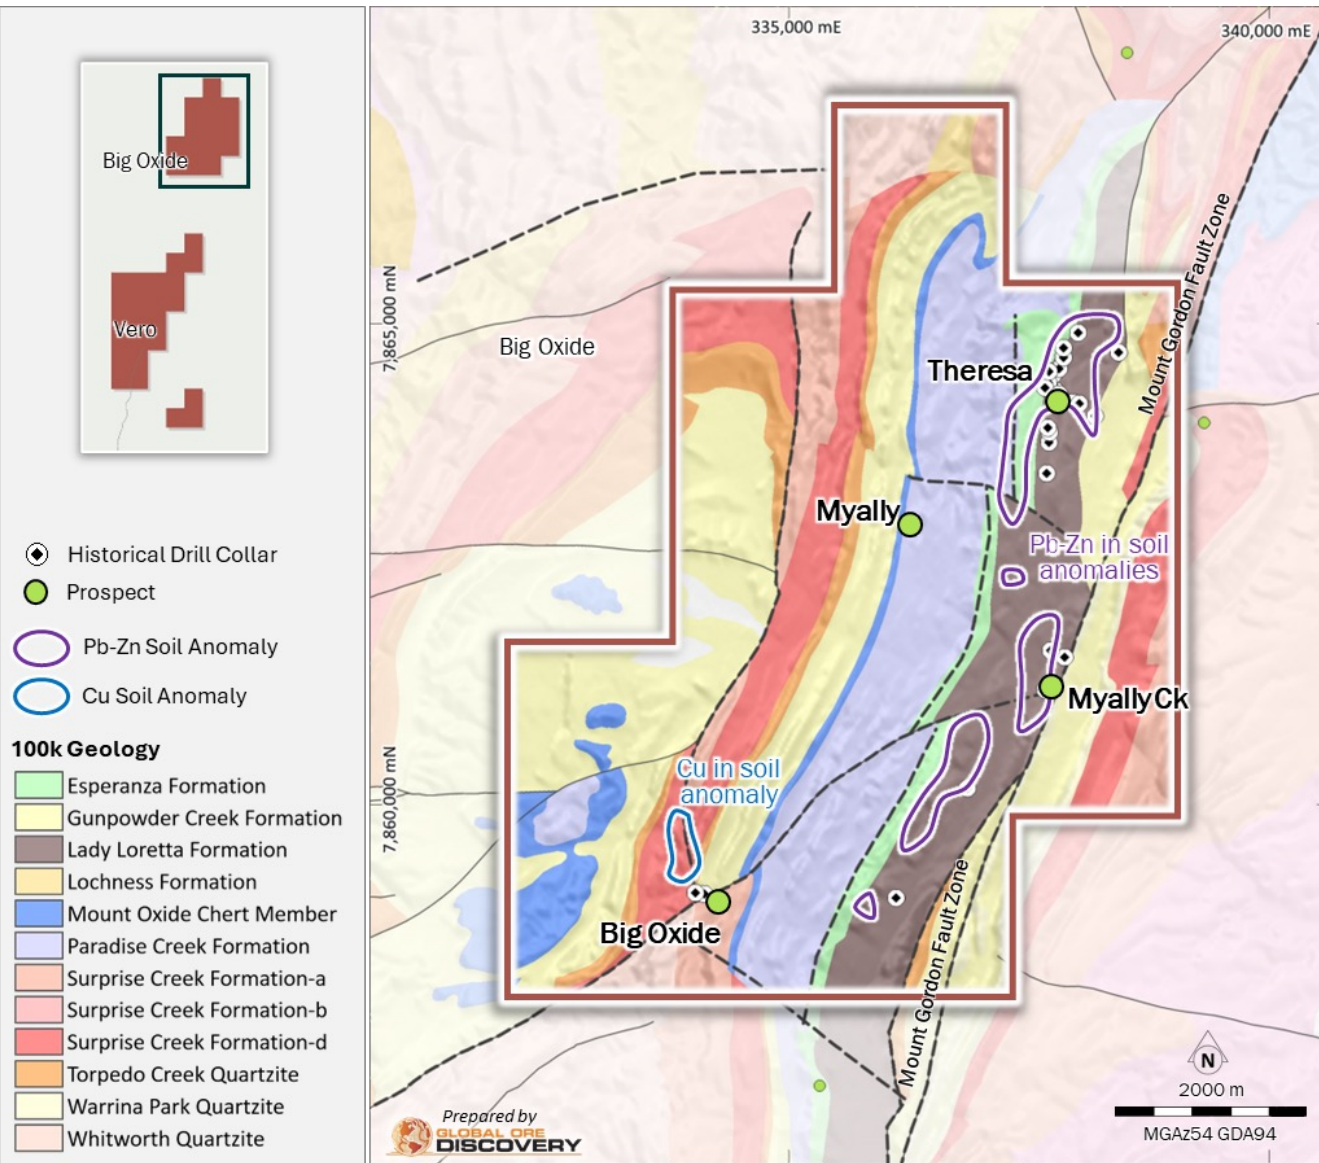 Big Oxide
Vero
Historical Drill Collar
Prospect
Pb-Zn Soil Anomaly
Cu Soil Anomaly
100k Geology
Esperanza Formation
Gunpowder Creek Formation
Lady Loretta Formation
Lochness Formation
Mount Oxide Chert Member
Paradise Creek Formation
Surprise Creek Formation-a
Surprise Creek Formation-b
Surprise Creek Formation-d
Torpedo Creek Quartzite
Warrina Park Quartzite
Whitworth Quartzite
335,000 mE
340,000 mE
7,865,000 mN
7,860,000 mN
Big Oxide
Mount Gordon Fault Zone
Theresa
Myally
Pb-Zn in soil
anomalies
Myally Ck
Cu in soil
anomaly
Big Oxide
Mount Gordon Fault Zone
N
2000 m
MGAz54 GDA94
Prepared by
GLOBAL ORE
DISCOVERY